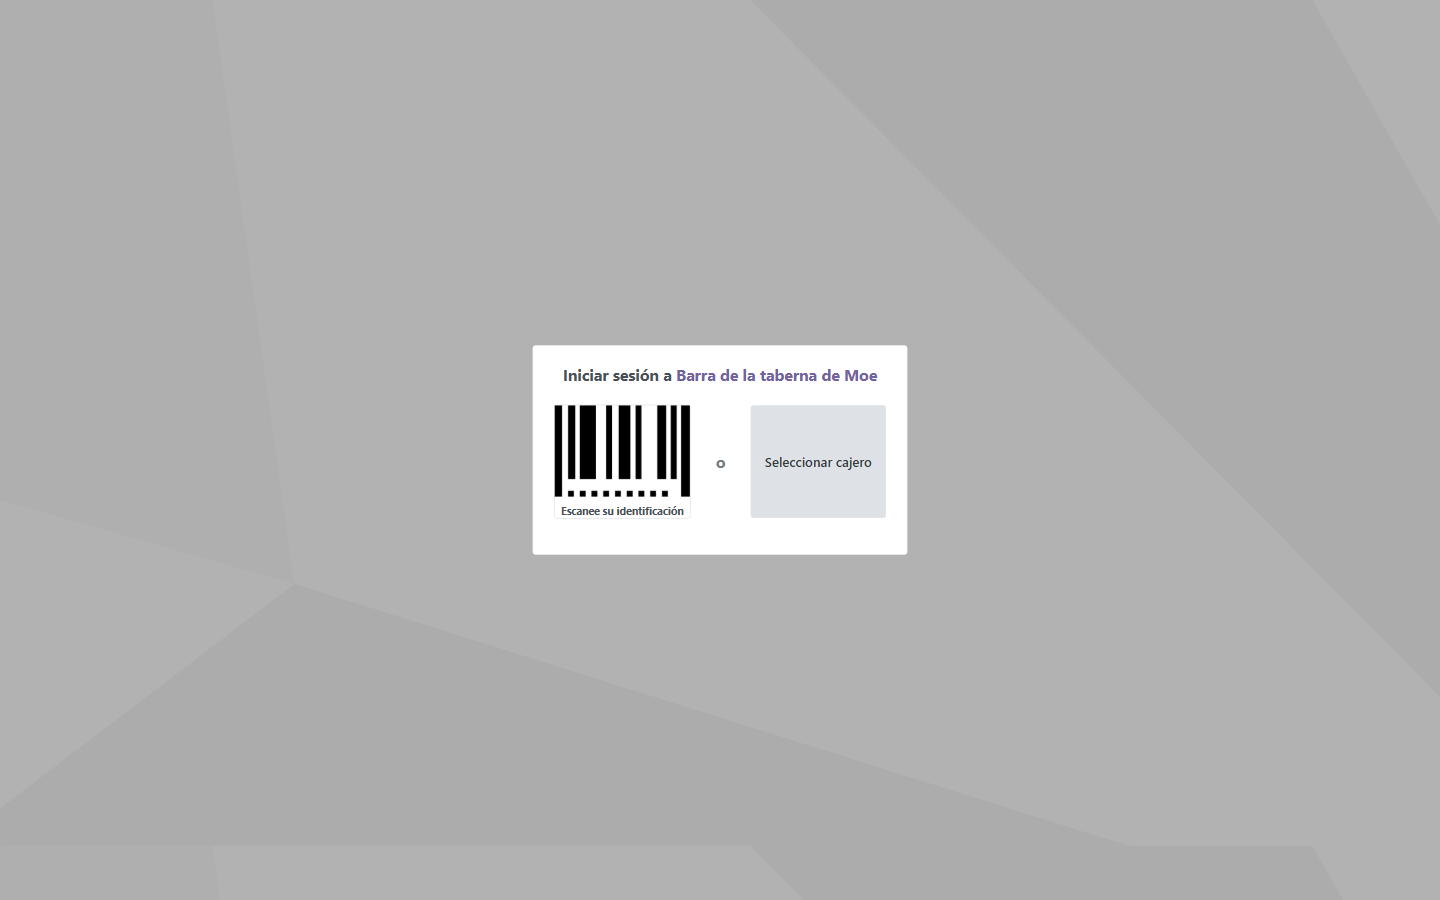 Iniciar sesión a Barra de la taberna de Moe
o
Seleccionar cajero
Escanee su identificación